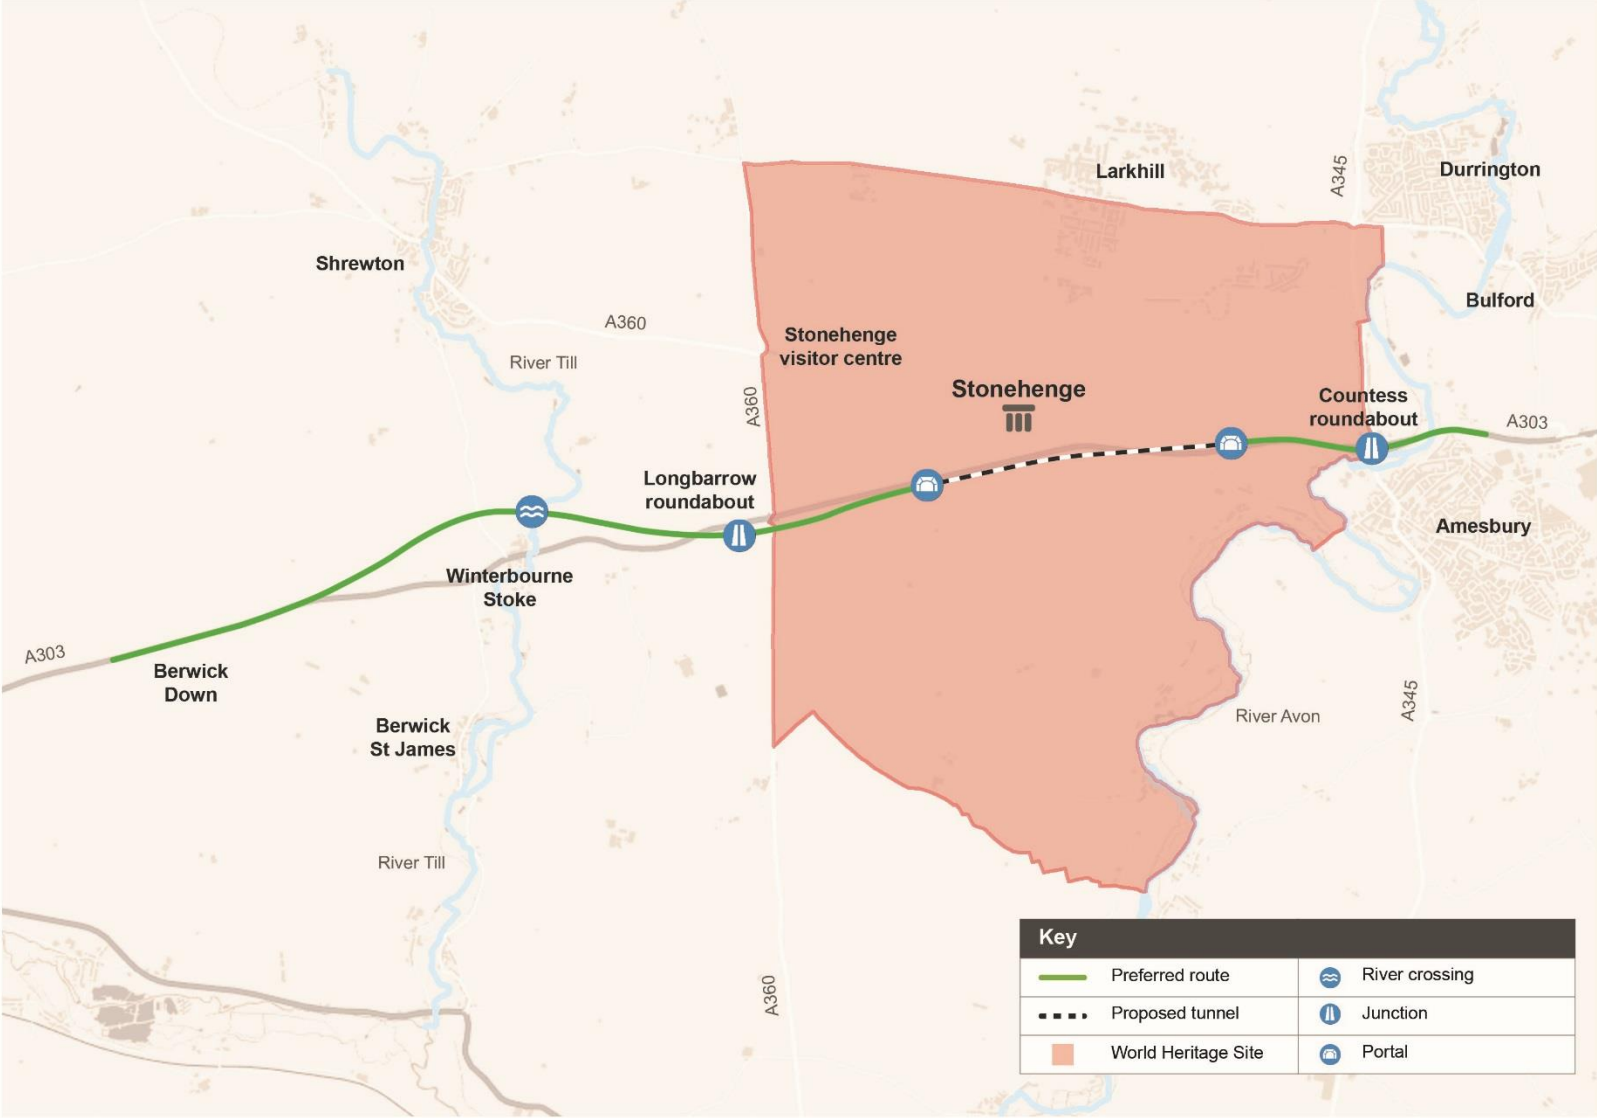 Larkhill
A345
Durrington
Shrewton
Bulford
A360
Stonehenge
visitor centre
River Till
Stonehenge
A360
Countess
roundabout
A303
Longbarrow
roundabout
Amesbury
Winterbourne
Stoke
A303
Berwick
Down
A345
River Avon
Berwick
St James
River Till
A360
Key
Preferred route
River crossing
Proposed tunnel
Junction
World Heritage Site
Portal